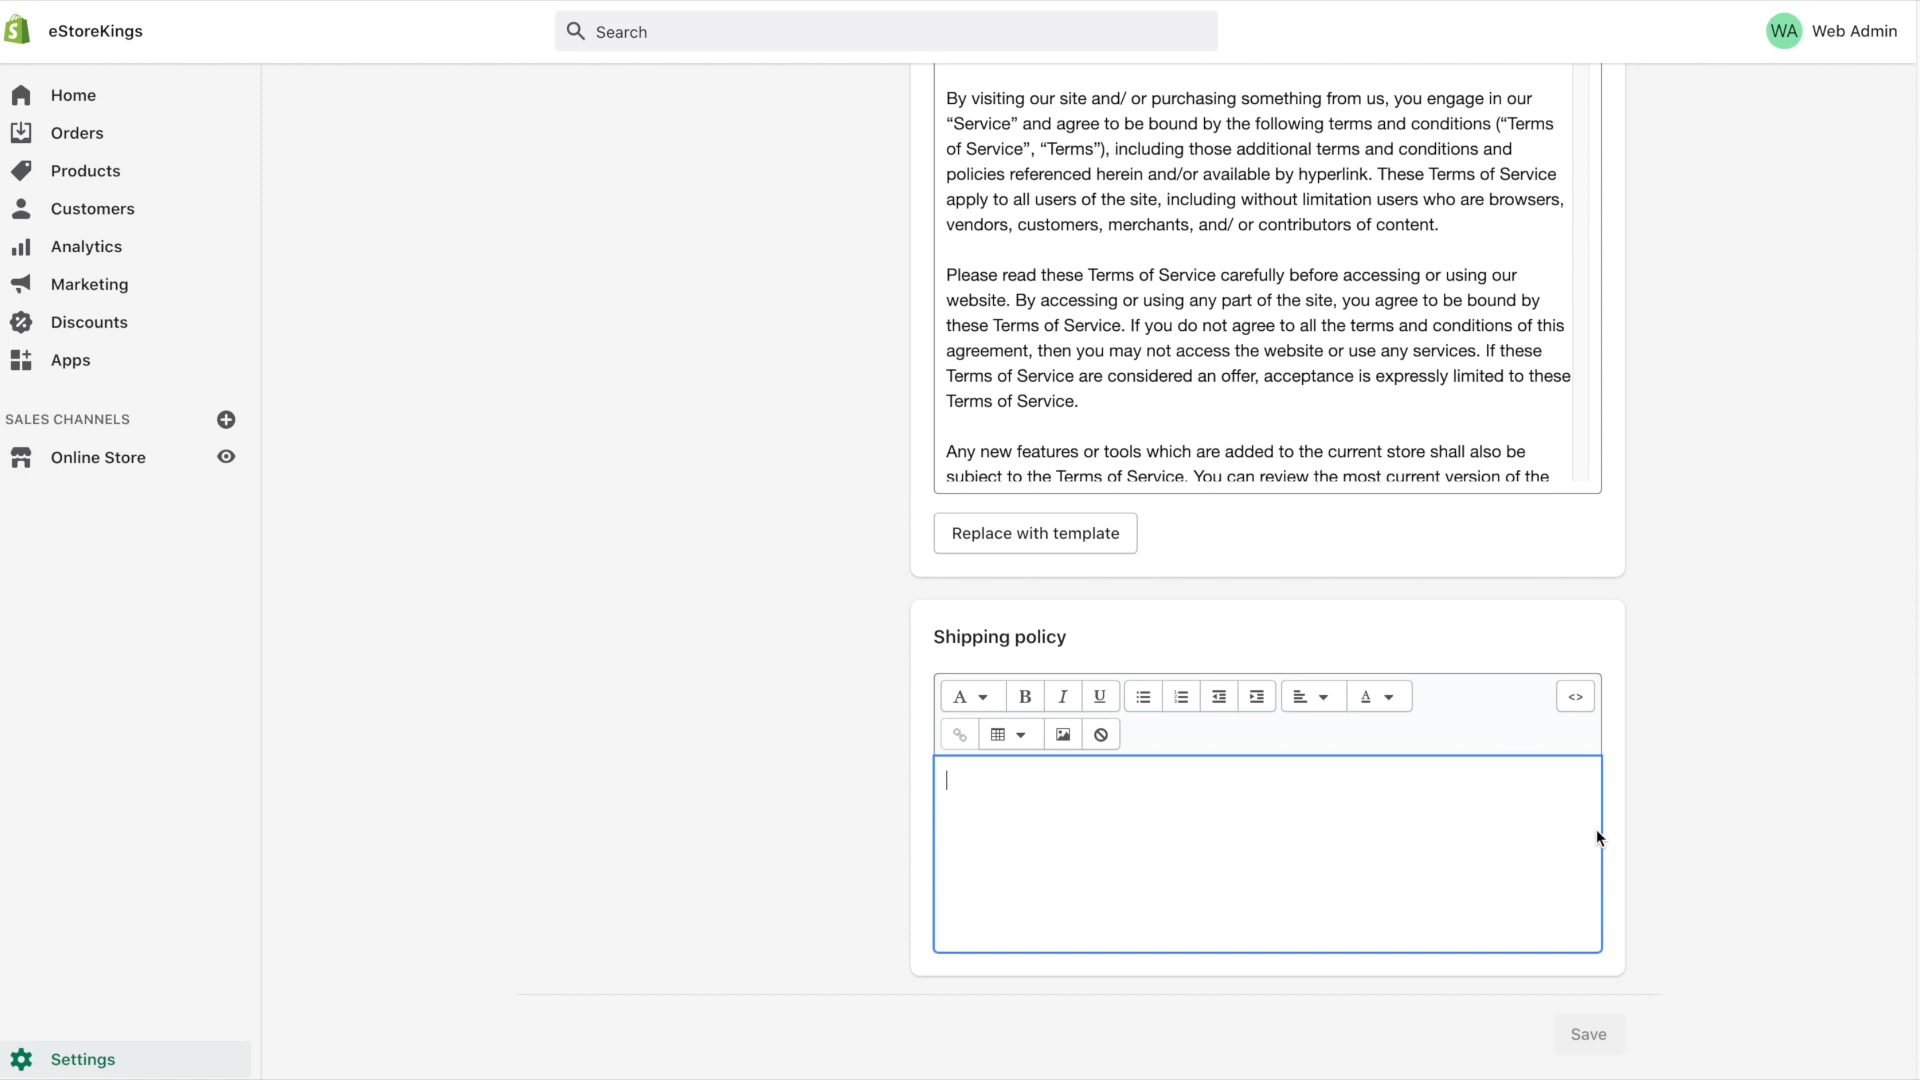 eStoreKings
Search
WA Web Admin
Home
Orders
Products
Customers
Analytics
Marketing
Discounts
Apps
SALES CHANNELS
Online Store
Settings
By visiting our site and/ or purchasing something from us, you engage in our
“Service” and agree to be bound by the following terms and conditions (“Terms
of Service”, “Terms”), including those additional terms and conditions and
policies referenced herein and/or available by hyperlink. These Terms of Service
apply to all users of the site, including without limitation users who are browsers,
vendors, customers, merchants, and/ or contributors of content.
Please read these Terms of Service carefully before accessing or using our
website. By accessing or using any part of the site, you agree to be bound by
these Terms of Service. If you do not agree to all the terms and conditions of this
agreement, then you may not access the website or use any services. If these
Terms of Service are considered an offer, acceptance is expressly limited to these
Terms of Service.
Any new features or tools which are added to the current store shall also be
subject to the Terms of Service. You can review the most current version of the
Replace with template
Shipping policy
A B I U A <>
Save